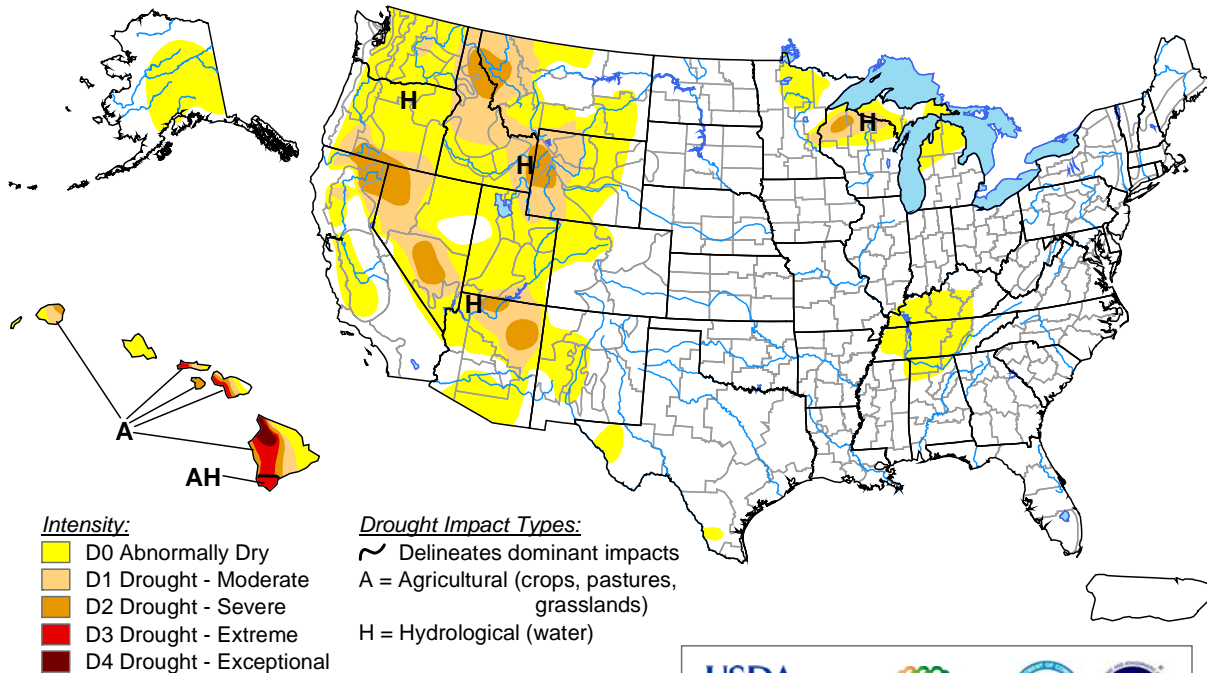 H
H
H
H
H
A
AH
Intensity:
D0 Abnormally Dry
D1 Drought - Moderate
D2 Drought - Severe
D3 Drought - Extreme
D4 Drought - Exceptional
Drought Impact Types:
Delineates dominant impacts
A = Agricultural (crops, pastures,
grasslands)
H = Hydrological (water)
USDA